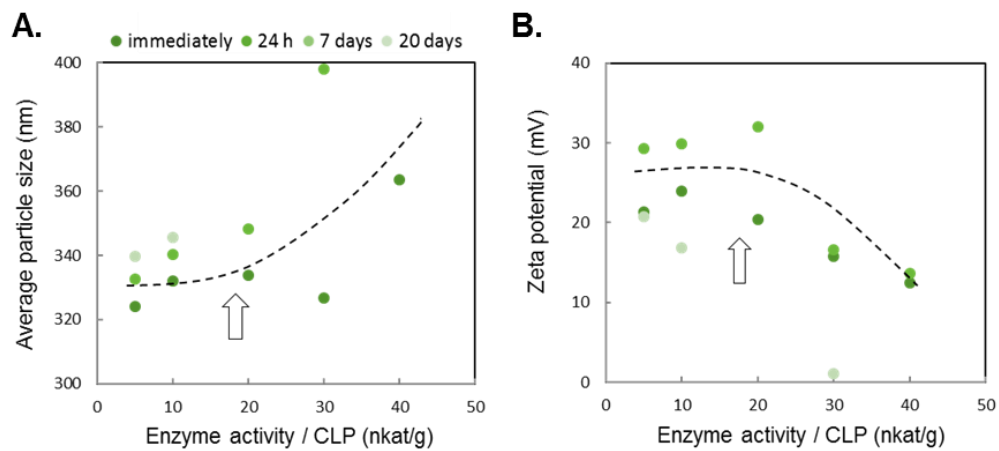 A.
immediately 24 h 7 days 20 days
400
380
360
340
320
300
0 10 20 30 40 50
Average particle size (nm)
Enzyme activity / CLP (nkat/g)
B.
40
30
20
10
0
0 10 20 30 40 50
Zeta potential (mV)
Enzyme activity / CLP (nkat/g)